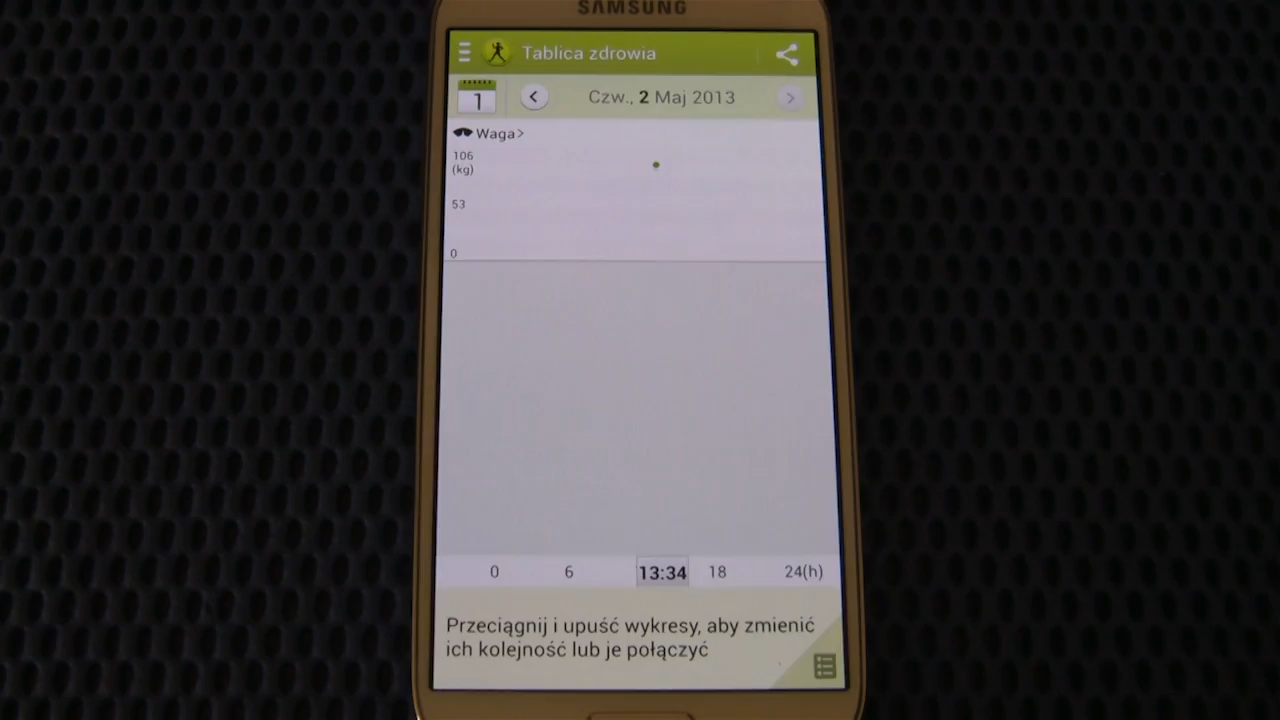 SAMSUNG
Tablica zdrowia
1
Czw., 2 Maj 2013
Waga>
106
(kg)
53
0
0 6 13:34 18 24(h)
Przeciągnij i upuść wykresy, aby zmienić
ich kolejność lub je połączyć